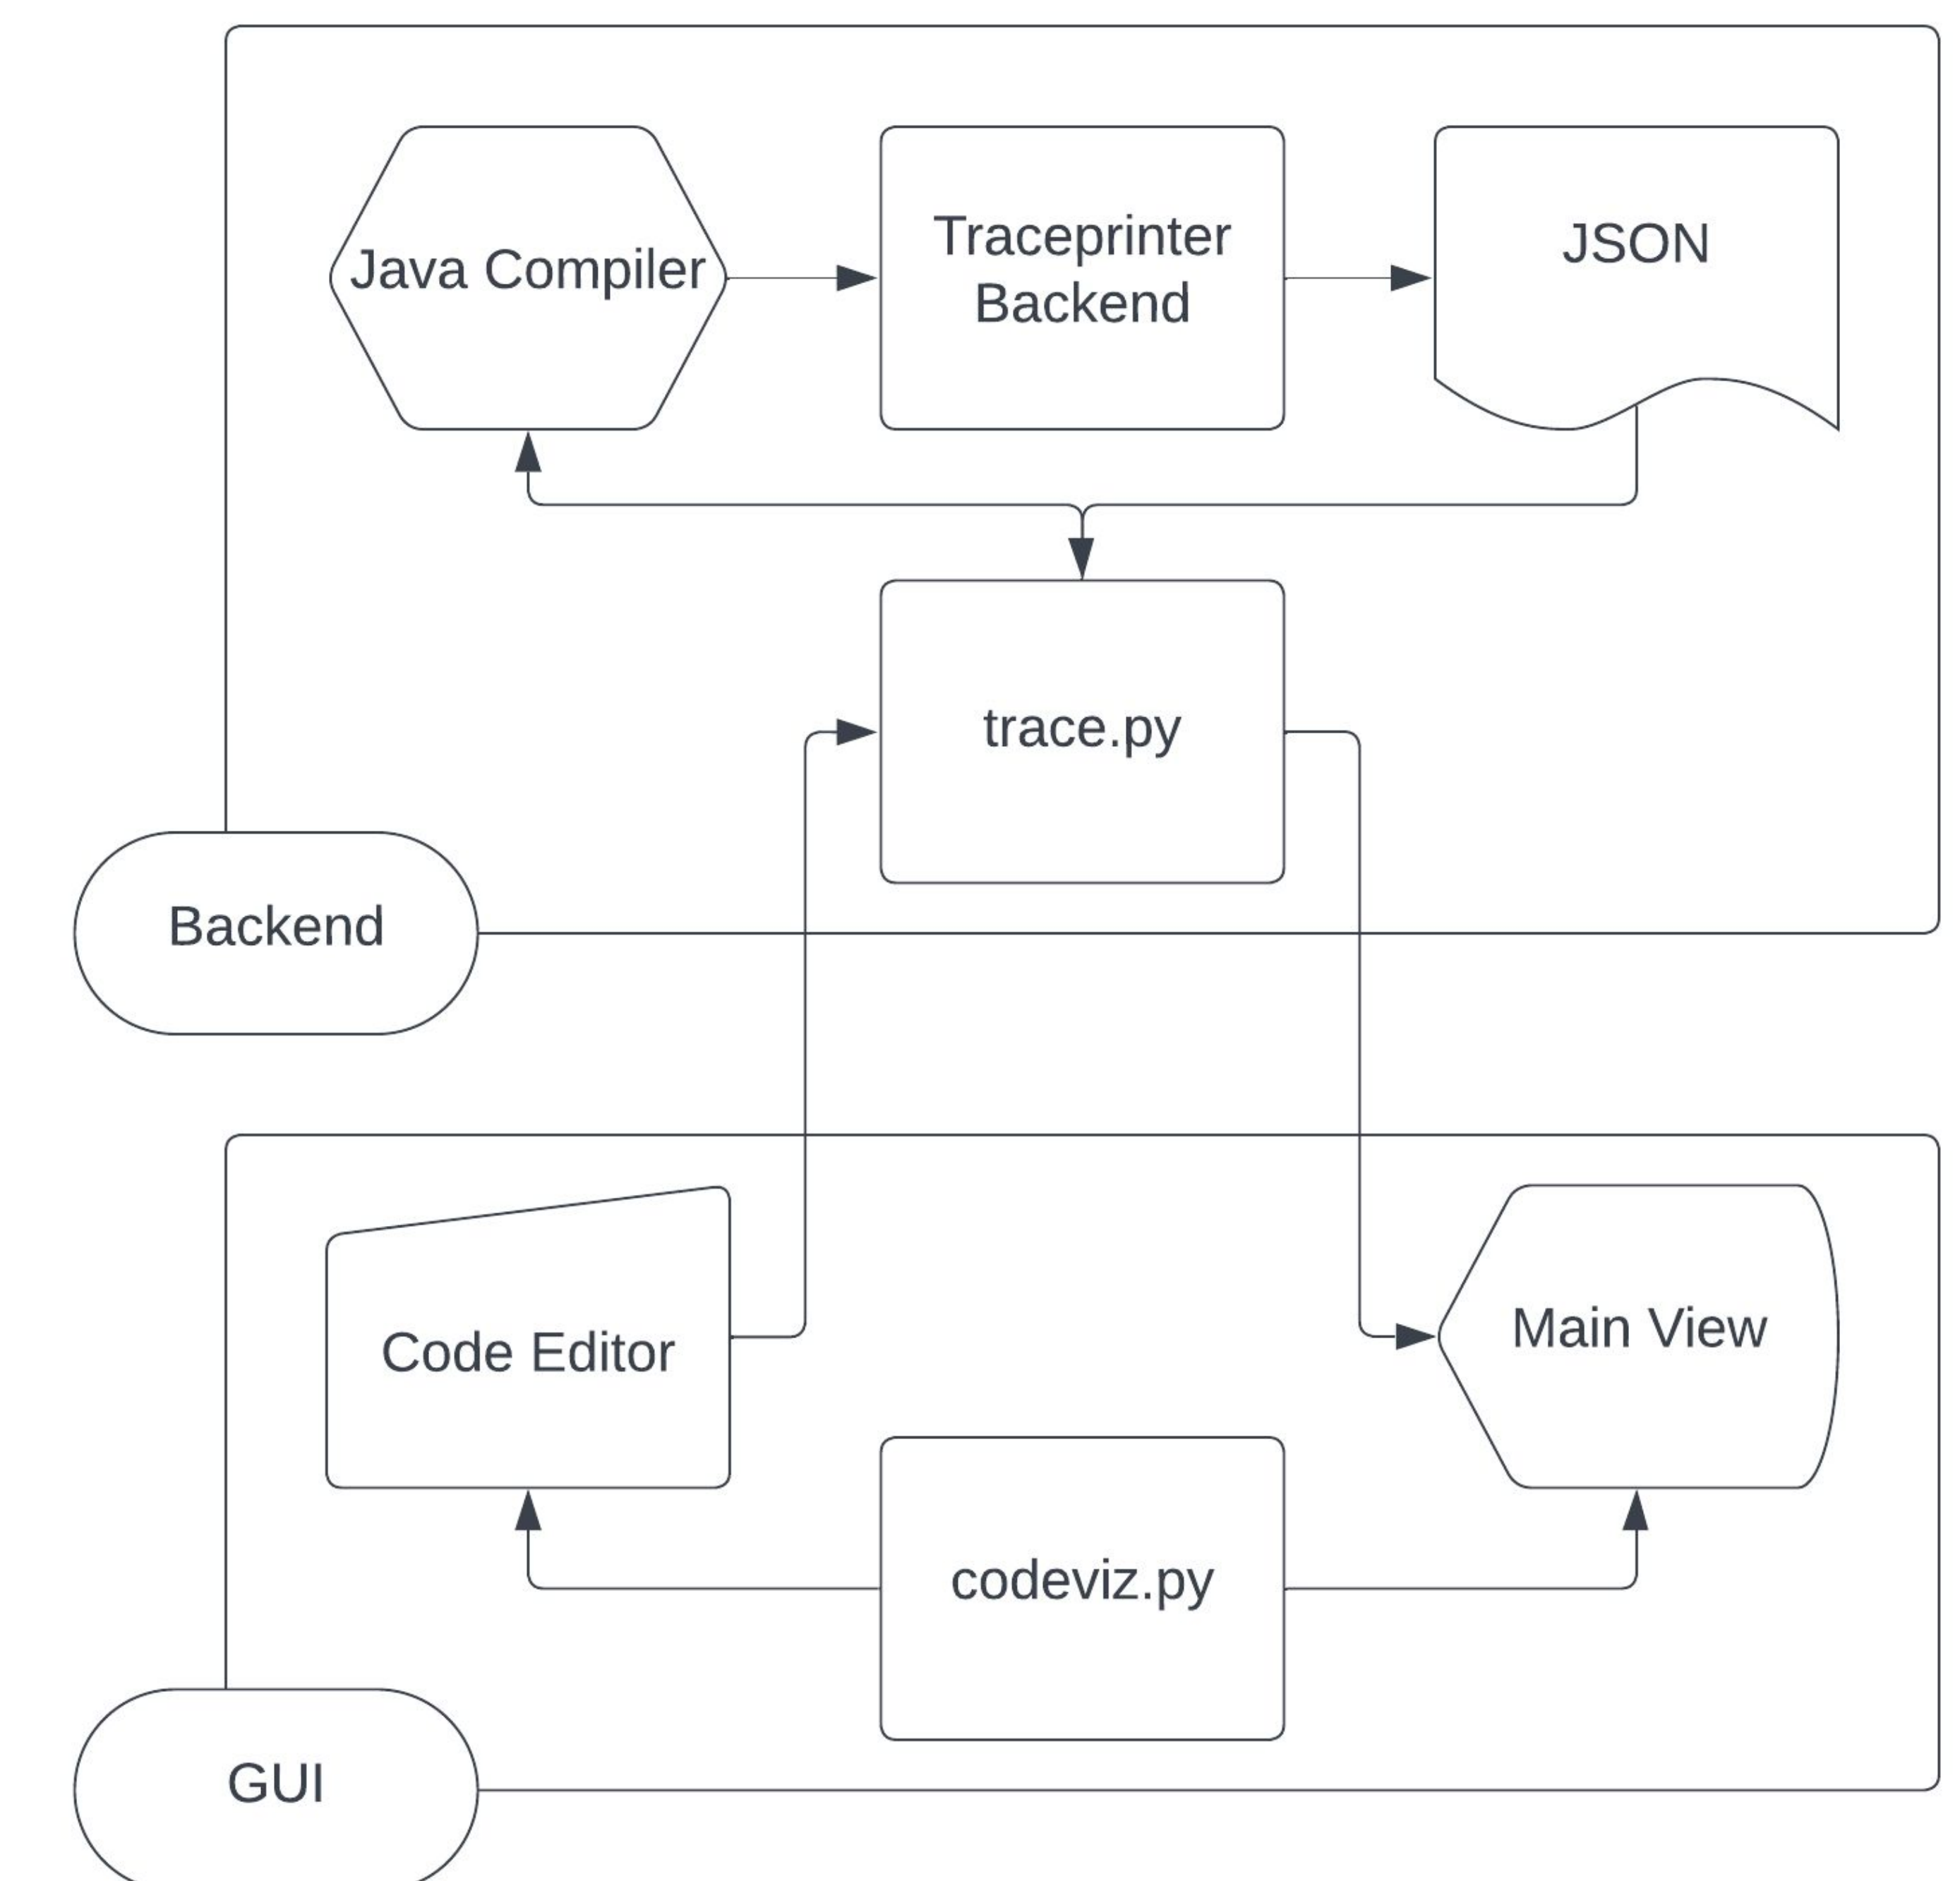 Java Compiler
Traceprinter
Backend
JSON
trace.py
Backend
Code Editor
Main View
codeviz.py
GUI